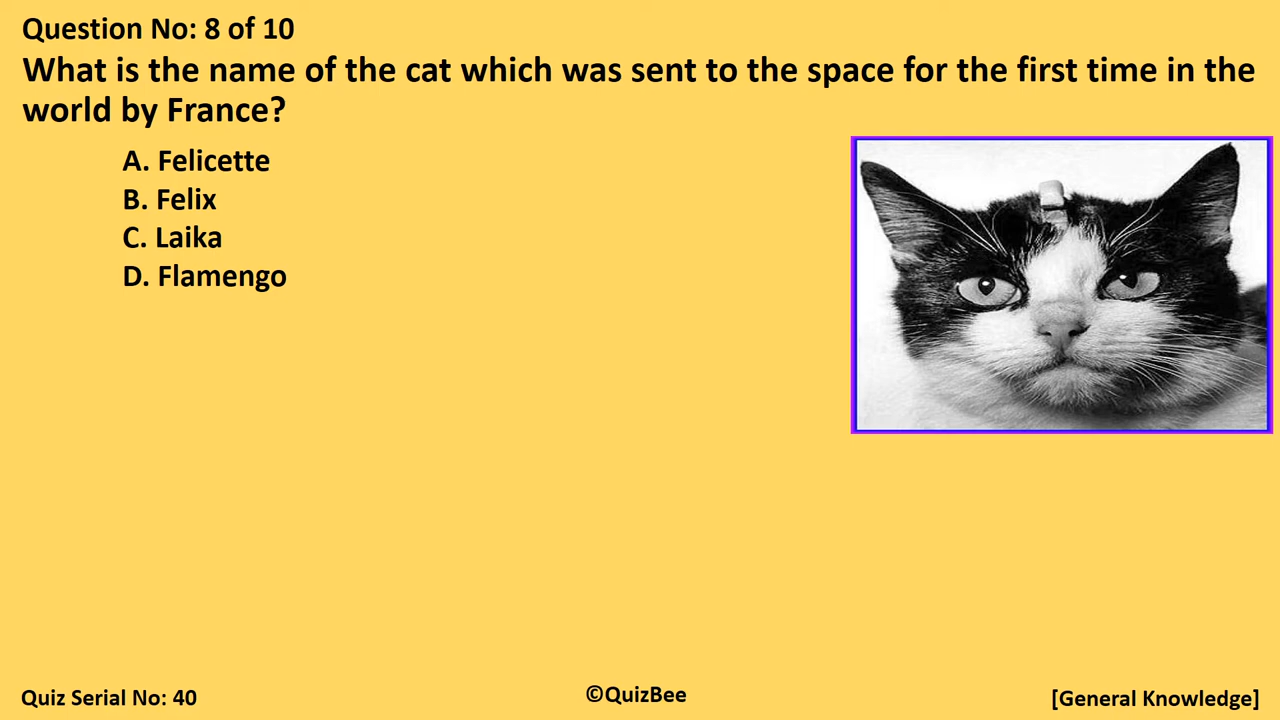 Question No: 8 of 10
What is the name of the cat which was sent to the space for the first time in the
world by France?
A. Felicette
B. Felix
C. Laika
D. Flamengo
Quiz Serial No: 40
©QuizBee
[General Knowledge]